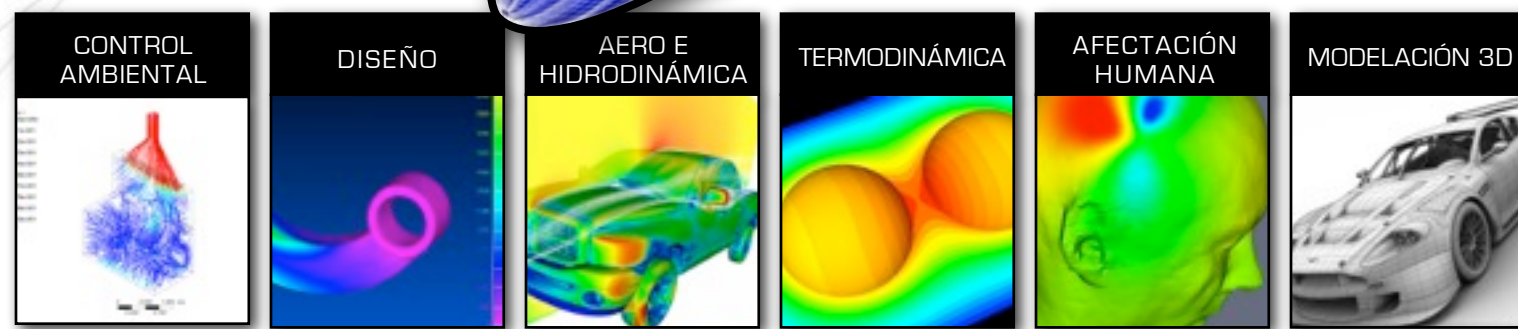 CONTROL
AMBIENTAL
DISEÑO
AERO E
HIDRODINÁMICA
TERMODINÁMICA
AFECTACIÓN
HUMANA
MODELACIÓN 3D